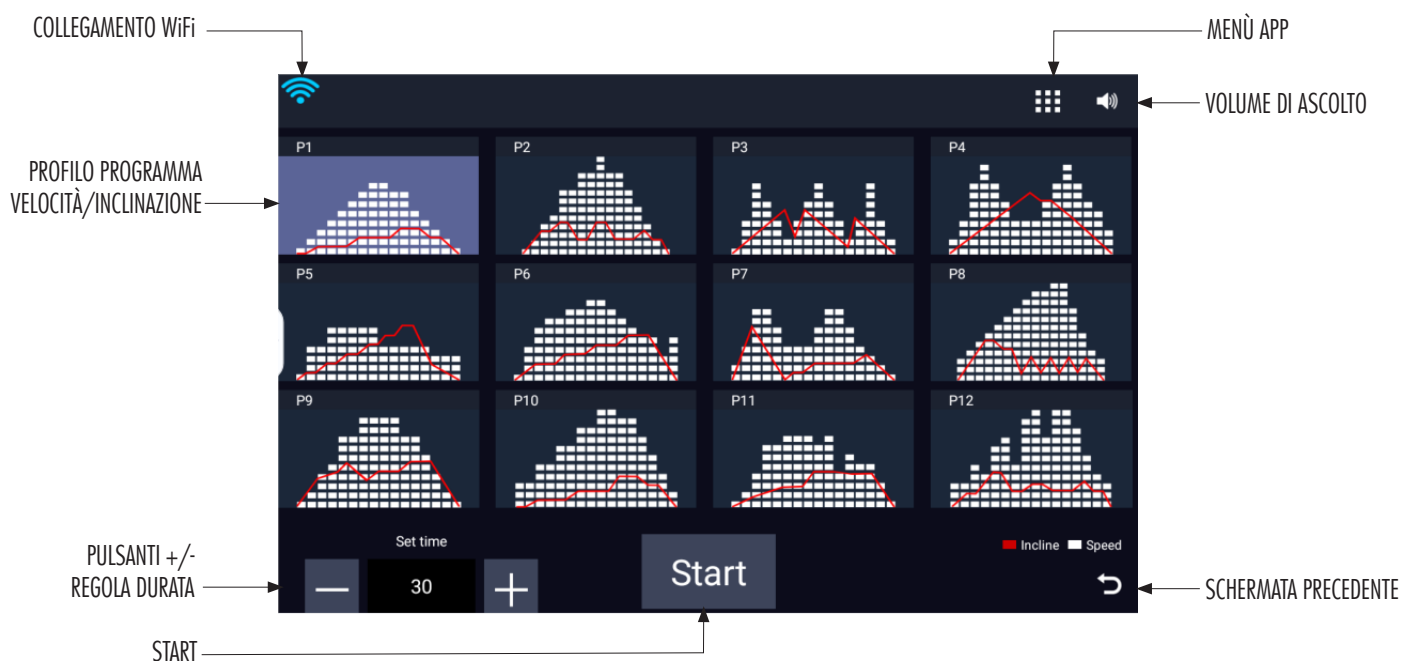 COLLEGAMENTO WiFi
MENÙ APP
VOLUME DI ASCOLTO
PROFILO PROGRAMMA
VELOCITÀ/INCLINAZIONE
P1
P2
P3
P4
P5
P6
P7
P8
P9
P10
P11
P12
Set time
30
Start
Incline
Speed
PULSANTI +/-
REGOLA DURATA
SCHERMATA PRECEDENTE
START